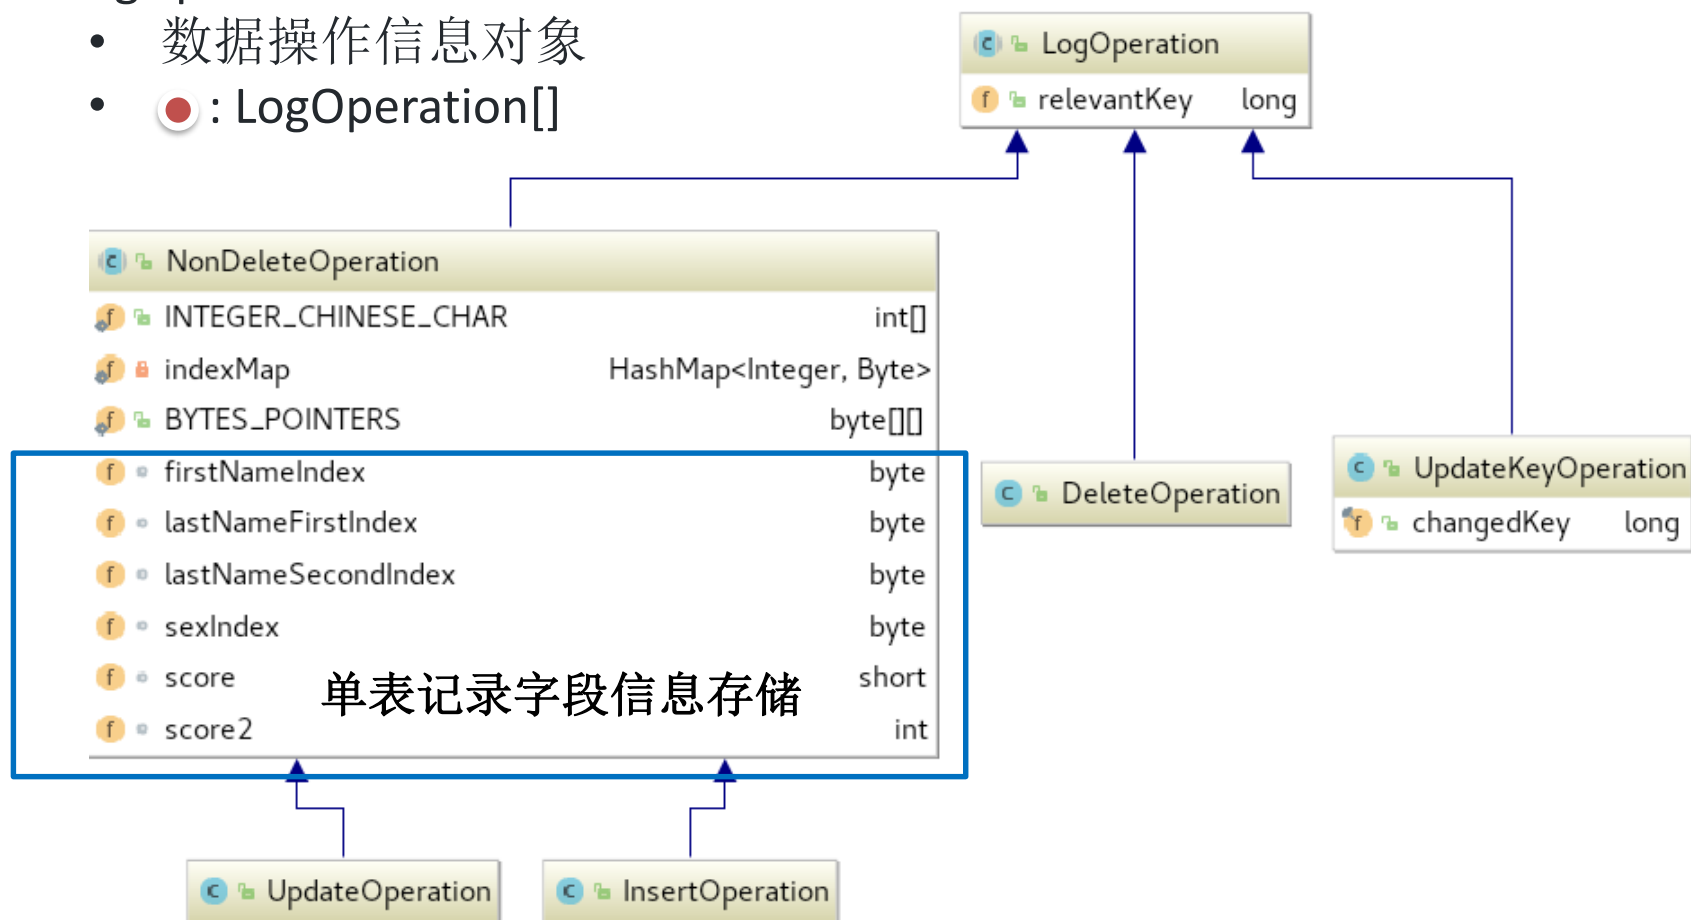 数据操作信息对象
: LogOperation[]
LogOperation
relevantKey long
NonDeleteOperation
INTEGER_CHINESE_CHAR int[]
indexMap HashMap<Integer, Byte>
BYTES_POINTERS byte[][]
firstNameIndex byte
lastNameFirstIndex byte
lastNameSecondIndex byte
sexIndex byte
score short
score2 int
单表记录字段信息存储
DeleteOperation
UpdateKeyOperation
changedKey long
UpdateOperation
InsertOperation